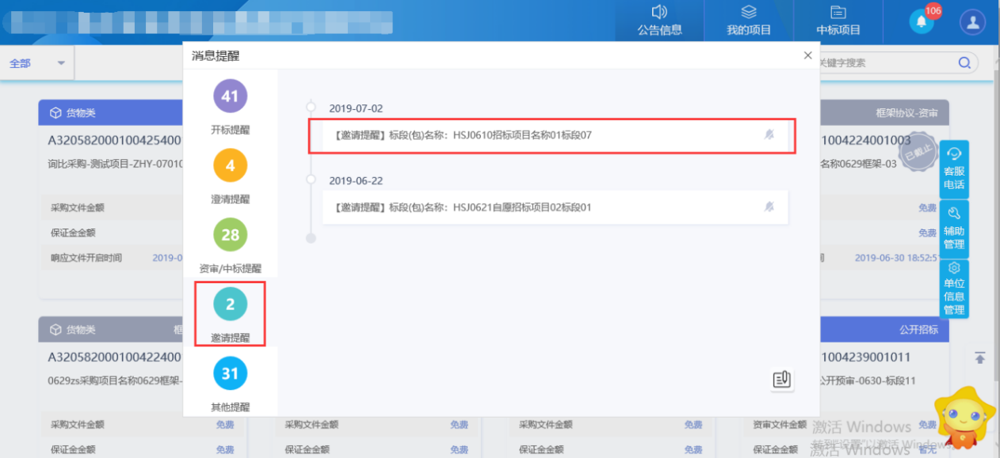 公告信息
我的项目
中标项目
106
全部
消息提醒
关键字搜索
41
开标提醒
4
澄清提醒
28
资审/中标提醒
2
邀请提醒
31
其他提醒
2019-07-02
【邀请提醒】标段(包)名称：HSJ0610招标项目名称01标段07
2019-06-22
【邀请提醒】标段(包)名称：HSJ0621自愿招标项目02标段01
货物类
A320582000100425400
询比采购-测试项目-ZHY-07010
采购文件金额
保证金金额
响应文件开启时间 2019-0
框架协议-资审
1004224001003
已截止
名称0629框架-03
免费
免费
2019-06-30 18:52:51
客服电话
辅助管理
单位信息管理
货物类
框
A320582000100422400
0629zs采购项目名称0629框架-
采购文件金额 免费
保证金金额 免费
采购文件金额 免费
保证金金额 免费
采购文件金额 免费
保证金金额 免费
公开招标
1004239001011
公开预审-0630-标段11
资审文件金额 免费
保证金金额 暂无
激活 Windows
转到"设置"以激活 Windows。
激活 Windows